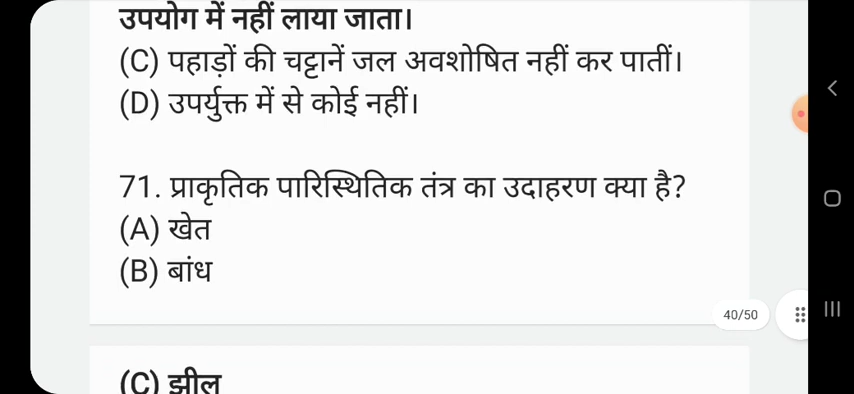 उपयोग में नहीं लाया जाता।
(C) पहाड़ों की चट्टानें जल अवशोषित नहीं कर पातीं।
(D) उपर्युक्त में से कोई नहीं।
71. प्राकृतिक पारिस्थितिक तंत्र का उदाहरण क्या है?
(A) खेत
(B) बांध
40/50
(C) झील